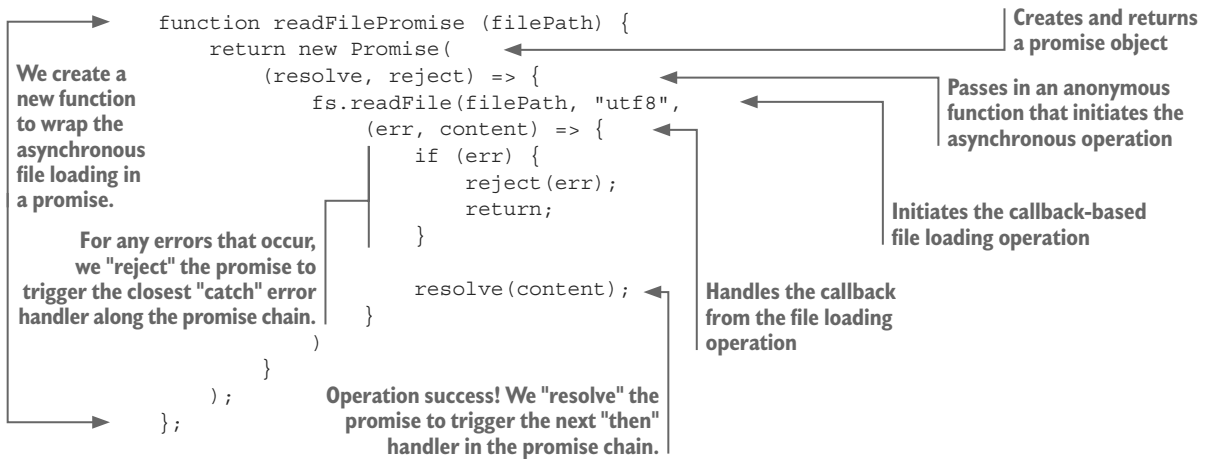 function readFilePromise (filePath) {
    return new Promise(
        (resolve, reject) => {
            fs.readFile(filePath, "utf8",
                (err, content) => {
                    if (err) {
                        reject(err);
                        return;
                    }
                    resolve(content);
                }
            )
        }
    );
};
We create a
new function
to wrap the
asynchronous
file loading in
a promise.
For any errors that occur,
we "reject" the promise to
trigger the closest "catch" error
handler along the promise chain.
Operation success! We "resolve" the
promise to trigger the next "then"
handler in the promise chain.
Creates and returns
a promise object
Passes in an anonymous
function that initiates the
asynchronous operation
Initiates the callback-based
file loading operation
Handles the callback
from the file loading
operation